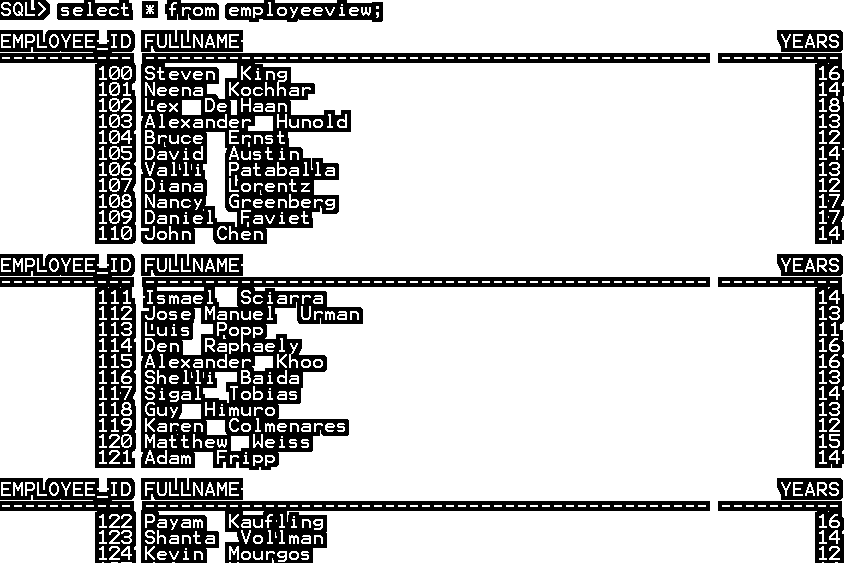 SQL> select * from employeeview;
EMPLOYEE_ID FULLNAME YEARS
100 Steven King 16
101 Neena Kochhar 14
102 Lex De Haan 18
103 Alexander Hunold 13
104 Bruce Ernst 12
105 David Austin 14
106 Valli Pataballa 13
107 Diana Lorentz 12
108 Nancy Greenberg 17
109 Daniel Faviet 17
110 John Chen 14
EMPLOYEE_ID FULLNAME YEARS
111 Ismael Sciarra 14
112 Jose Manuel Urman 13
113 Luis Popp 11
114 Den Raphaely 16
115 Alexander Khoo 16
116 Shelli Baida 13
117 Sigal Tobias 14
118 Guy Himuro 13
119 Karen Colmenares 12
120 Matthew Weiss 15
121 Adam Fripp 14
EMPLOYEE_ID FULLNAME YEARS
122 Payam Kaufling 16
123 Shanta Vollman 14
124 Kevin Mourgos 12